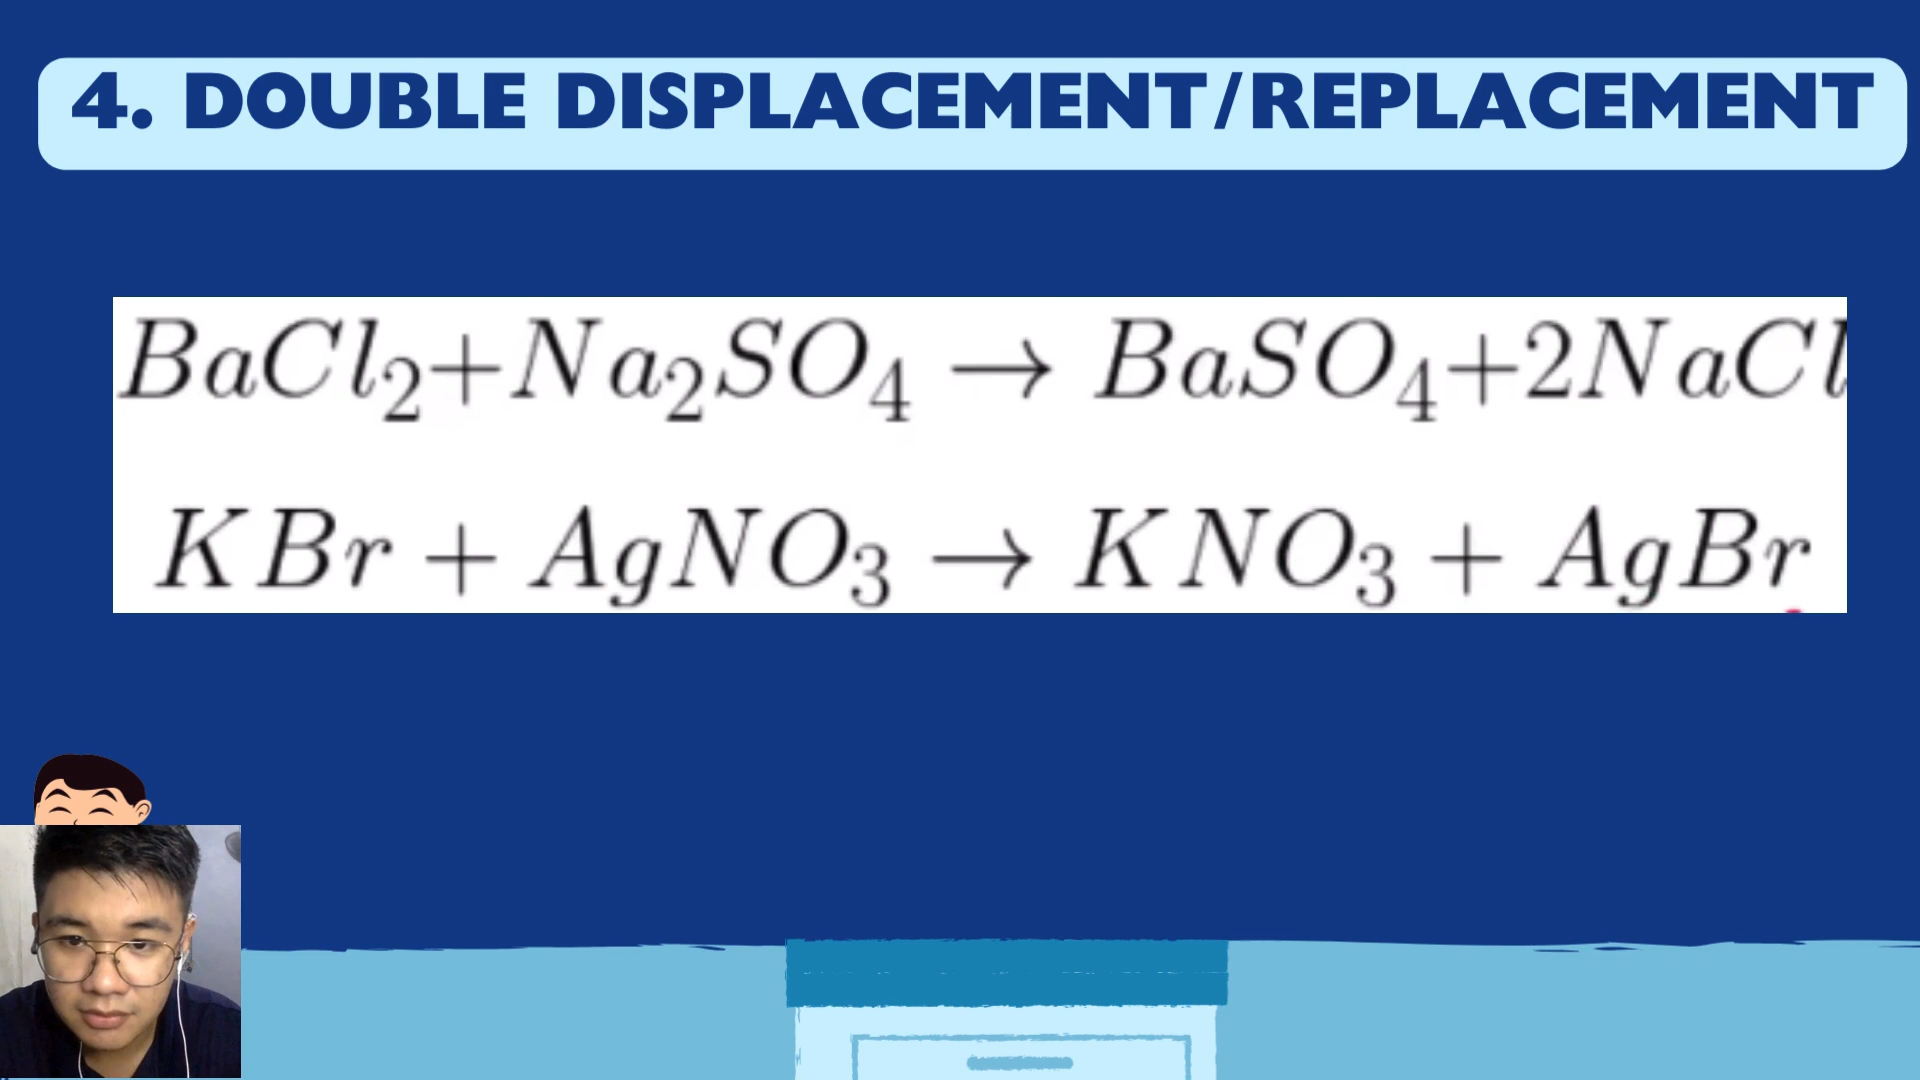 4. DOUBLE DISPLACEMENT/REPLACEMENT
BaCl₂+Na₂SO₄ → BaSO₄+2NaCl
KBr + AgNO₃ → KNO₃ + AgBr